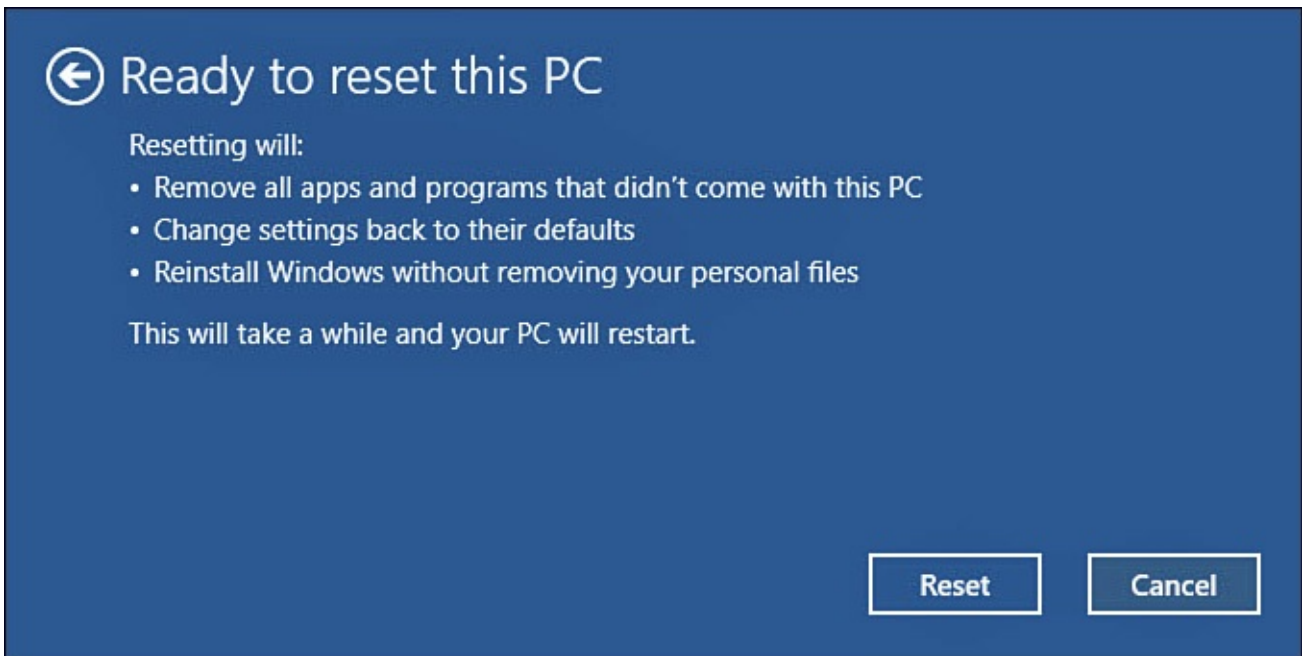 Ready to reset this PC
Resetting will:
• Remove all apps and programs that didn't come with this PC
• Change settings back to their defaults
• Reinstall Windows without removing your personal files
This will take a while and your PC will restart.
Reset Cancel